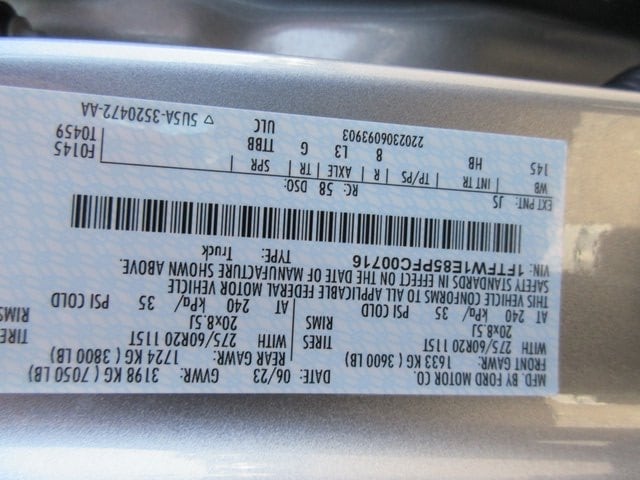 MFD. BY FORD MOTOR CO.
DATE: 06/23 GVWR: 3198 KG ( 7050 LB)
FRONT GAWR: 1633 KG ( 3600 LB) REAR GAWR: 1724 KG ( 3800 LB)
WITH 275/60R20 115T TIRES WITH 275/60R20 115T TIRES
20x8.5J RIMS 20x8.5J RIMS
AT 240 kPa/ 35 PSI COLD AT 240 kPa/ 35 PSI COLD
THIS VEHICLE CONFORMS TO ALL APPLICABLE FEDERAL MOTOR VEHICLE
SAFETY STANDARDS IN EFFECT ON THE DATE OF MANUFACTURE SHOWN ABOVE.
VIN: 1FTFW1E85PFC00716 TYPE: Truck
EXT PNT: JS RC: 58 DSO:
WB INT TR TP/PS R AXLE TR SPR F0145
145 HB 8 L3 G TTBB T0459
2202306093903 ULC ▽ 5U5A-3520472-AA